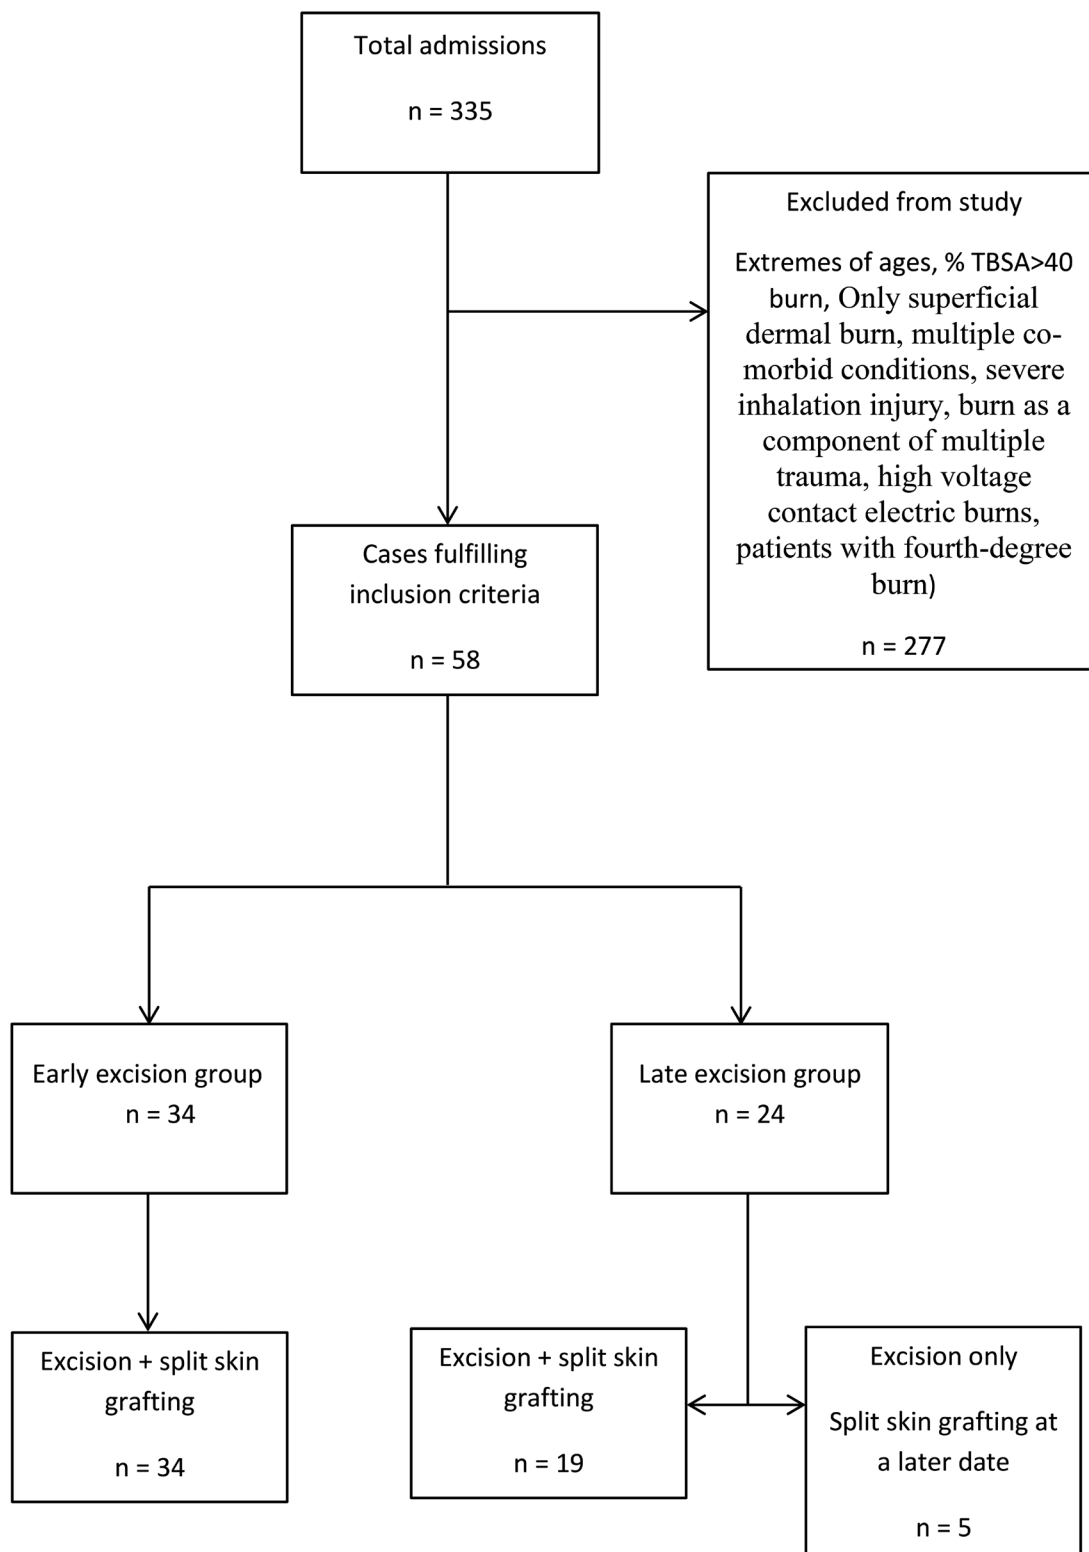 Total admissions
n = 335
Excluded from study
Extremes of ages, % TBSA>40
burn, Only superficial
dermal burn, multiple co-
morbid conditions, severe
inhalation injury, burn as a
component of multiple
trauma, high voltage
contact electric burns,
patients with fourth-degree
burn)
n = 277
Cases fulfilling
inclusion criteria
n = 58
Early excision group
n = 34
Late excision group
n = 24
Excision + split skin
grafting
n = 34
Excision + split skin
grafting
n = 19
Excision only
Split skin grafting at
a later date
n = 5